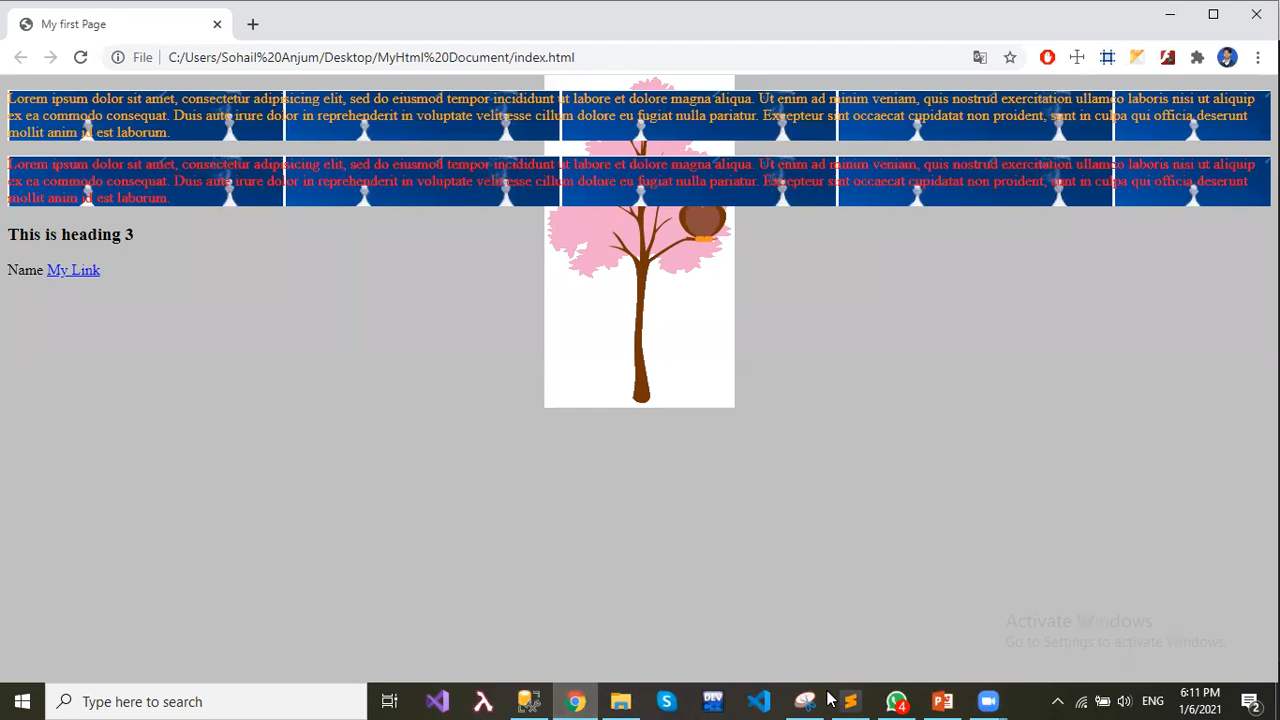 My first Page
File
C:/Users/Sohail%20Anjum/Desktop/MyHtml%20Document/index.html
Lorem ipsum dolor sit amet, consectetur adipisicing elit, sed do eiusmod tempor incididunt ut labore et dolore magna aliqua. Ut enim ad minim veniam, quis nostrud exercitation ullamco laboris nisi ut aliquip
ex ea commodo consequat. Duis aute irure dolor in reprehenderit in voluptate velit esse cillum dolore eu fugiat nulla pariatur. Excepteur sint occaecat cupidatat non proident, sunt in culpa qui officia deserunt
mollit anim id est laborum.
Lorem ipsum dolor sit amet, consectetur adipisicing elit, sed do eiusmod tempor incididunt ut labore et dolore magna aliqua. Ut enim ad minim veniam, quis nostrud exercitation ullamco laboris nisi ut aliquip
ex ea commodo consequat. Duis aute irure dolor in reprehenderit in voluptate velit esse cillum dolore eu fugiat nulla pariatur. Excepteur sint occaecat cupidatat non proident, sunt in culpa qui officia deserunt
mollit anim id est laborum.
This is heading 3
Name My Link
Activate Windows
Go to Settings to activate Windows.
Type here to search
DEV
4
ENG
6:11 PM
1/6/2021
2